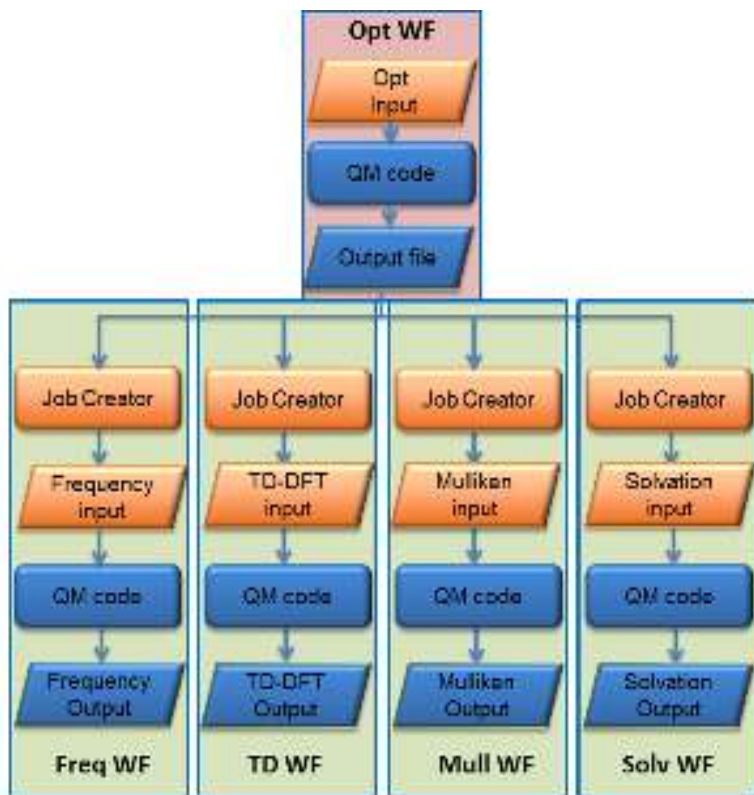 Opt WF
Opt
Input
QM code
Output file
Job Creator
Frequency
input
QM code
Frequency
Output
Freq WF
Job Creator
TD-DFT
input
QM code
TD-DFT
Output
TD WF
Job Creator
Mulliken
input
QM code
Mulliken
Output
Mull WF
Job Creator
Solvation
input
QM code
Solvation
Output
Solv WF